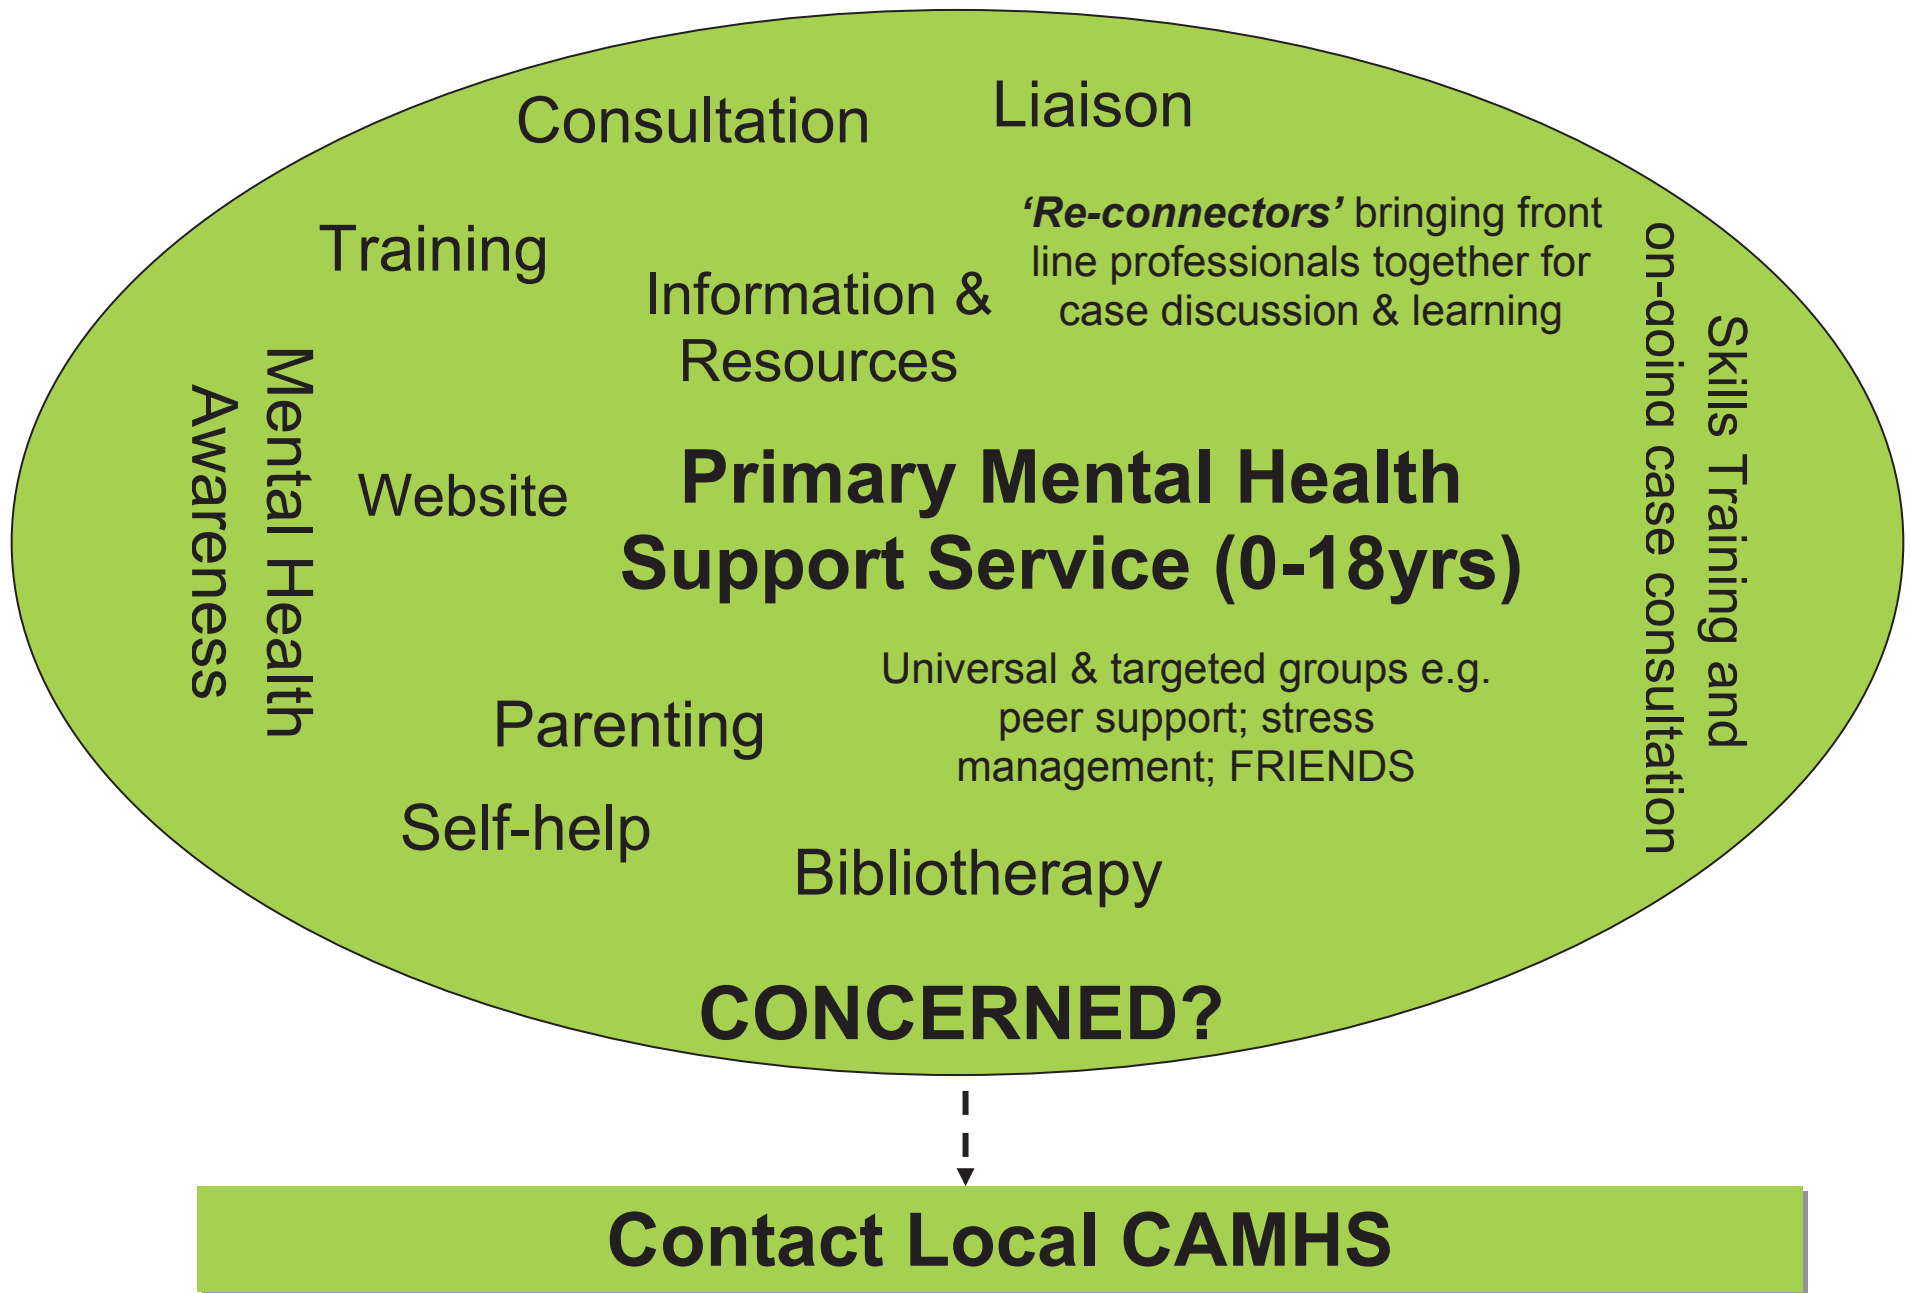 Consultation
Liaison
Training
‘Re-connectors’ bringing front
line professionals together for
case discussion & learning
Information &
Resources
Mental Health
Awareness
Skills Training and
on-going case consultation
Website
Primary Mental Health
Support Service (0-18yrs)
Universal & targeted groups e.g.
peer support; stress
management; FRIENDS
Parenting
Self-help
Bibliotherapy
CONCERNED?
Contact Local CAMHS